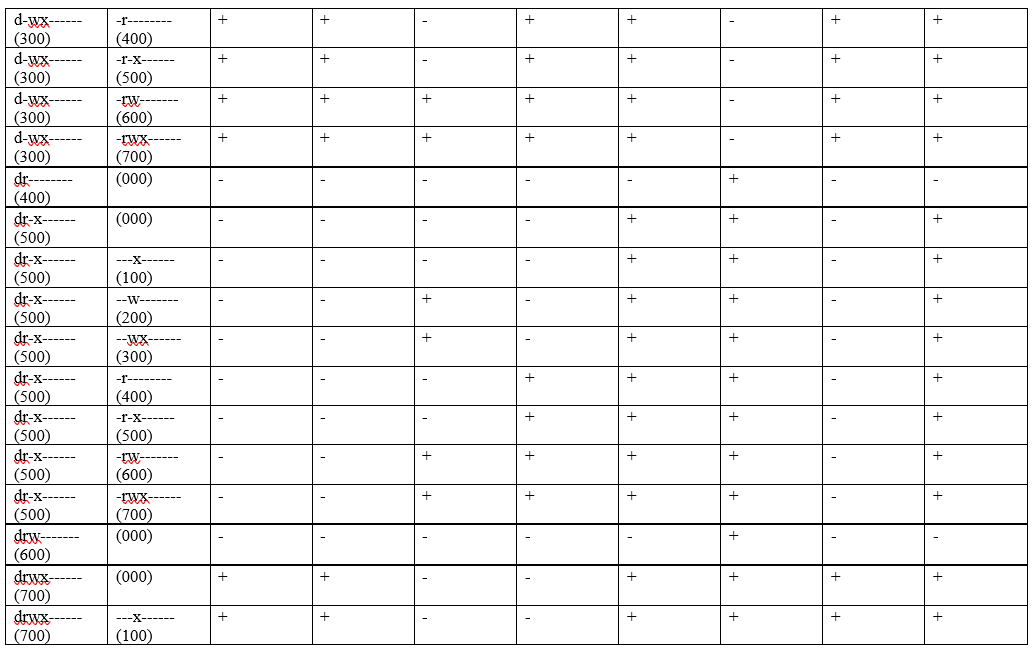 d-wx------ -r-------- + + - + + - + +
(300) (400)
d-wx------ -r-x------ + + - + + - + +
(300) (500)
d-wx------ -rw------- + + + + + - + +
(300) (600)
d-wx------ -rwx------ + + + + + - + +
(300) (700)
dr-------- (000) - - - - - + - -
(400)
dr-x------ (000) - - - - + + - +
(500)
dr-x------ ---x------ - - - - + + - +
(500) (100)
dr-x------ --w------- - - + - + + - +
(500) (200)
dr-x------ --wx------ - - + - + + - +
(500) (300)
dr-x------ -r-------- - - - + + + - +
(500) (400)
dr-x------ -r-x------ - - - + + + - +
(500) (500)
dr-x------ -rw------- - - + + + + - +
(500) (600)
dr-x------ -rwx------ - - + + + + - +
(500) (700)
drw------- (000) - - - - - + - -
(600)
drwx------ (000) + + - - + + + +
(700)
drwx------ ---x------ + + - - + + + +
(700) (100)